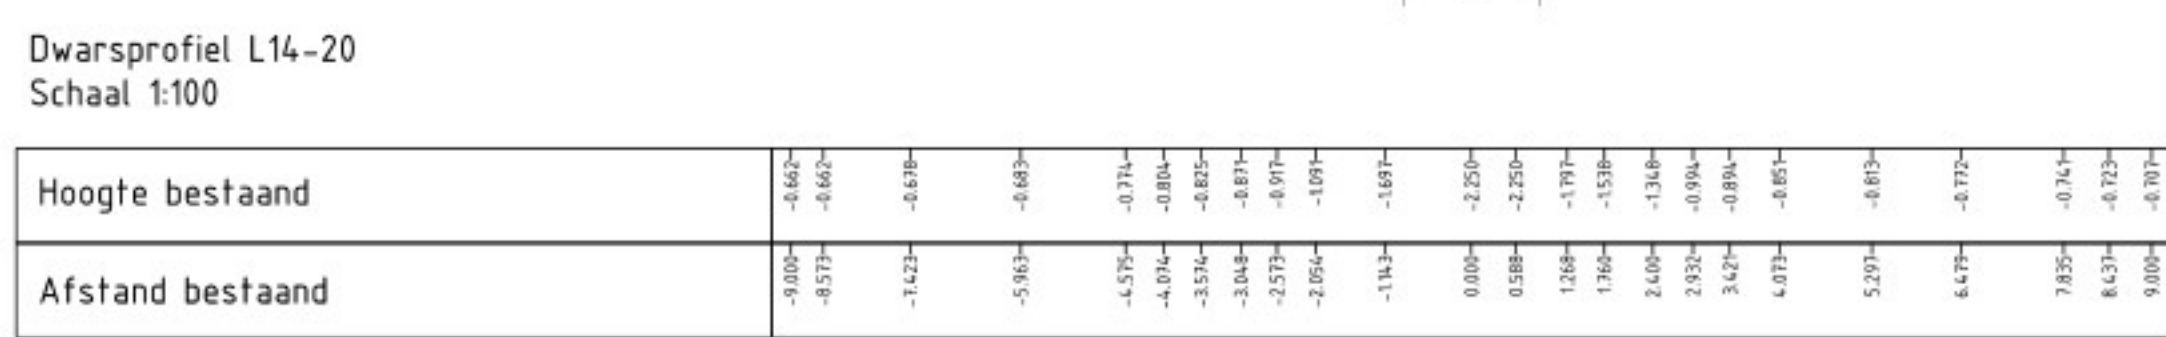 Dwarsprofiel L14-20
Schaal 1:100
Hoogte bestaand -0.662 -0.662 -0.678 -0.683 -0.774 -0.804 -0.825 -0.871 -0.917 -1.091 -1.697 -2.250 -2.250 -1.797 -1.538 -1.348 -0.994 -0.894 -0.851 -0.813 -0.772 -0.741 -0.723 -0.707
Afstand bestaand -9.000 -8.573 -7.423 -5.963 -4.575 -4.074 -3.574 -3.048 -2.573 -2.054 -1.143 0.000 0.588 1.268 1.760 2.400 2.932 3.421 4.073 5.297 6.479 7.835 8.437 9.000